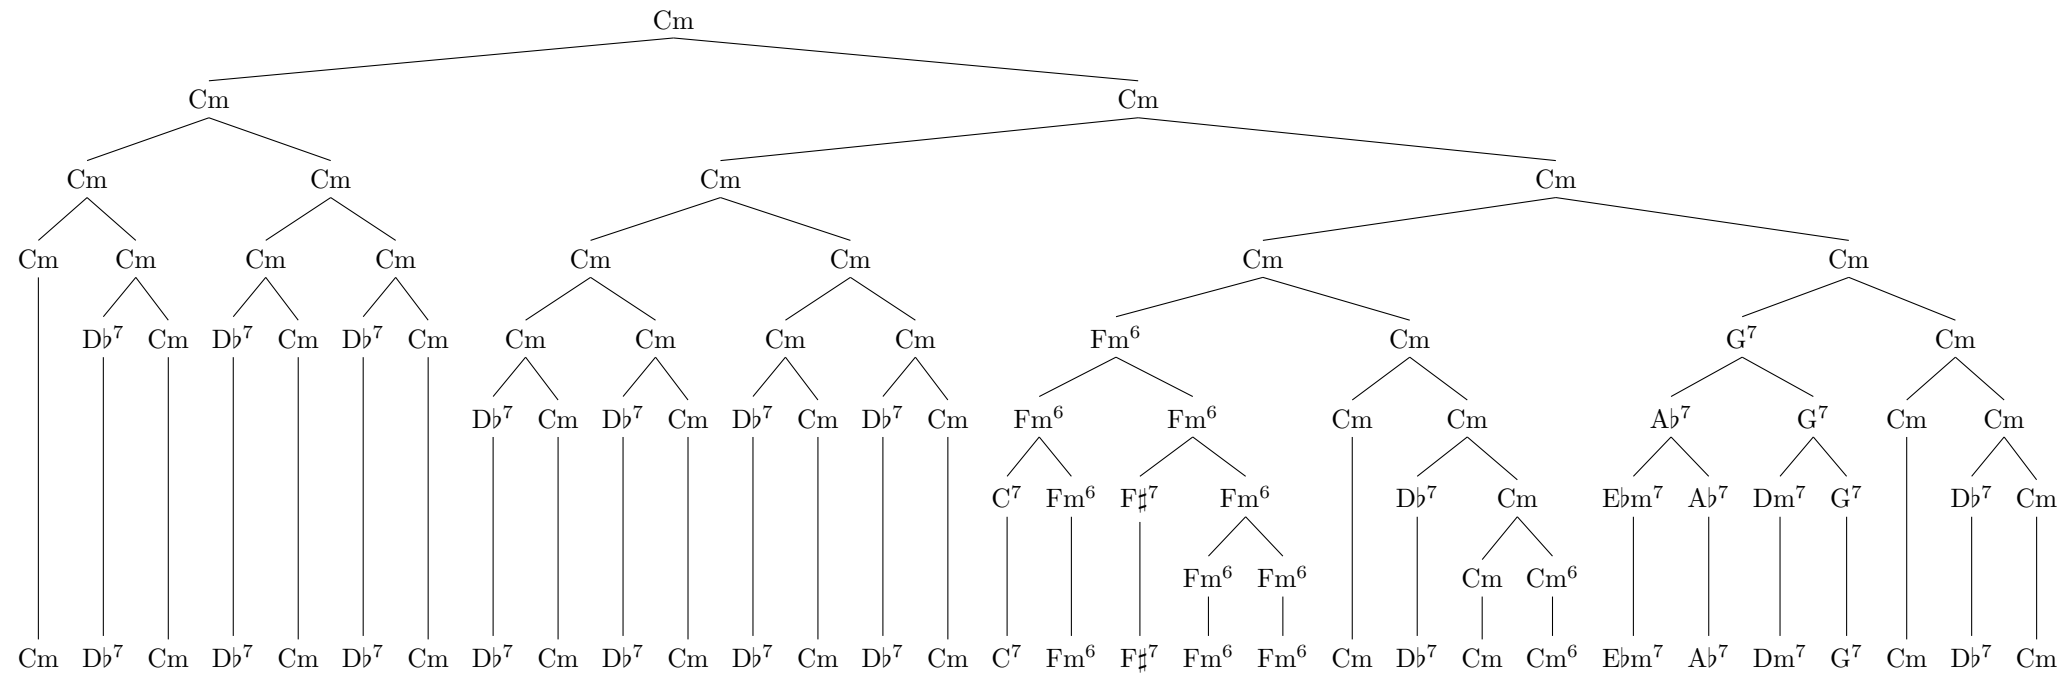 Cm
Cm Cm
Cm Cm Cm Cm
Cm Cm Cm Cm Cm Cm Cm Cm
D♭⁷ Cm D♭⁷ Cm D♭⁷ Cm Cm Cm Cm Cm Fm⁶ Cm G⁷ Cm
D♭⁷ Cm D♭⁷ Cm D♭⁷ Cm D♭⁷ Cm Fm⁶ Fm⁶ Cm Cm A♭⁷ G⁷ Cm Cm
C⁷ Fm⁶ F♯⁷ Fm⁶ D♭⁷ Cm E♭m⁷ A♭⁷ Dm⁷ G⁷ D♭⁷ Cm
Fm⁶ Fm⁶ Cm Cm⁶
Cm D♭⁷ Cm D♭⁷ Cm D♭⁷ Cm D♭⁷ Cm D♭⁷ Cm D♭⁷ Cm D♭⁷ Cm C⁷ Fm⁶ F♯⁷ Fm⁶ Fm⁶ Cm D♭⁷ Cm Cm⁶ E♭m⁷ A♭⁷ Dm⁷ G⁷ Cm D♭⁷ Cm